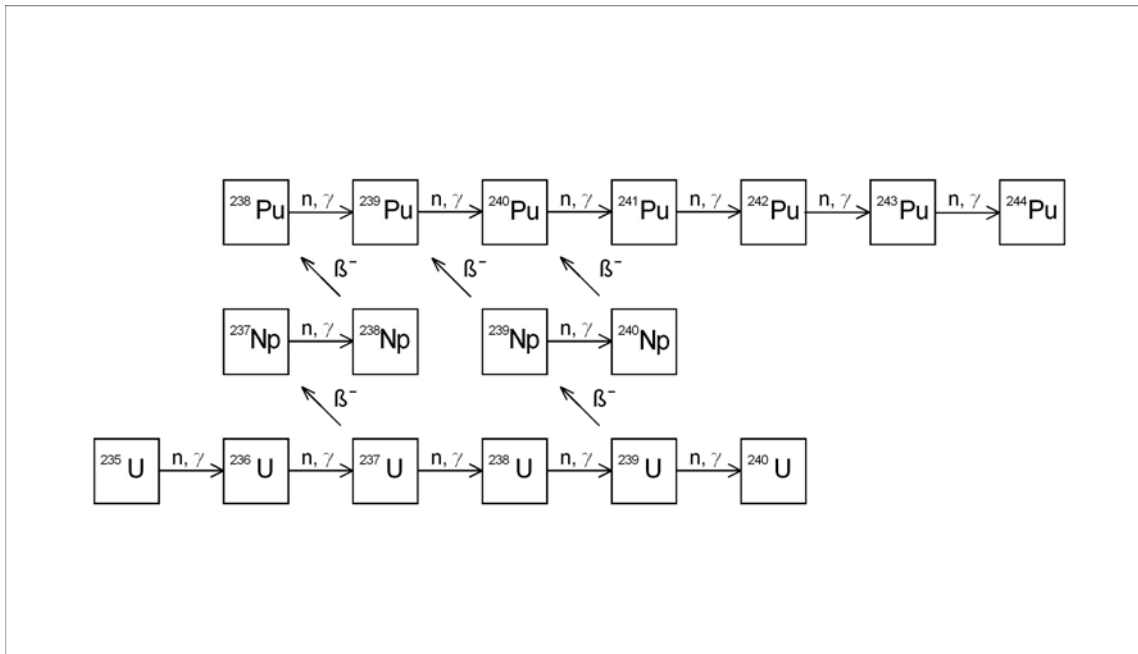 n, γ n, γ n, γ n, γ n, γ n, γ
²³⁸Pu ²³⁹Pu ²⁴⁰Pu ²⁴¹Pu ²⁴²Pu ²⁴³Pu ²⁴⁴Pu
ß⁻ ß⁻ ß⁻
n, γ n, γ
²³⁷Np ²³⁸Np ²³⁹Np ²⁴⁰Np
ß⁻ ß⁻
n, γ n, γ n, γ n, γ n, γ
²³⁵U ²³⁶U ²³⁷U ²³⁸U ²³⁹U ²⁴⁰U